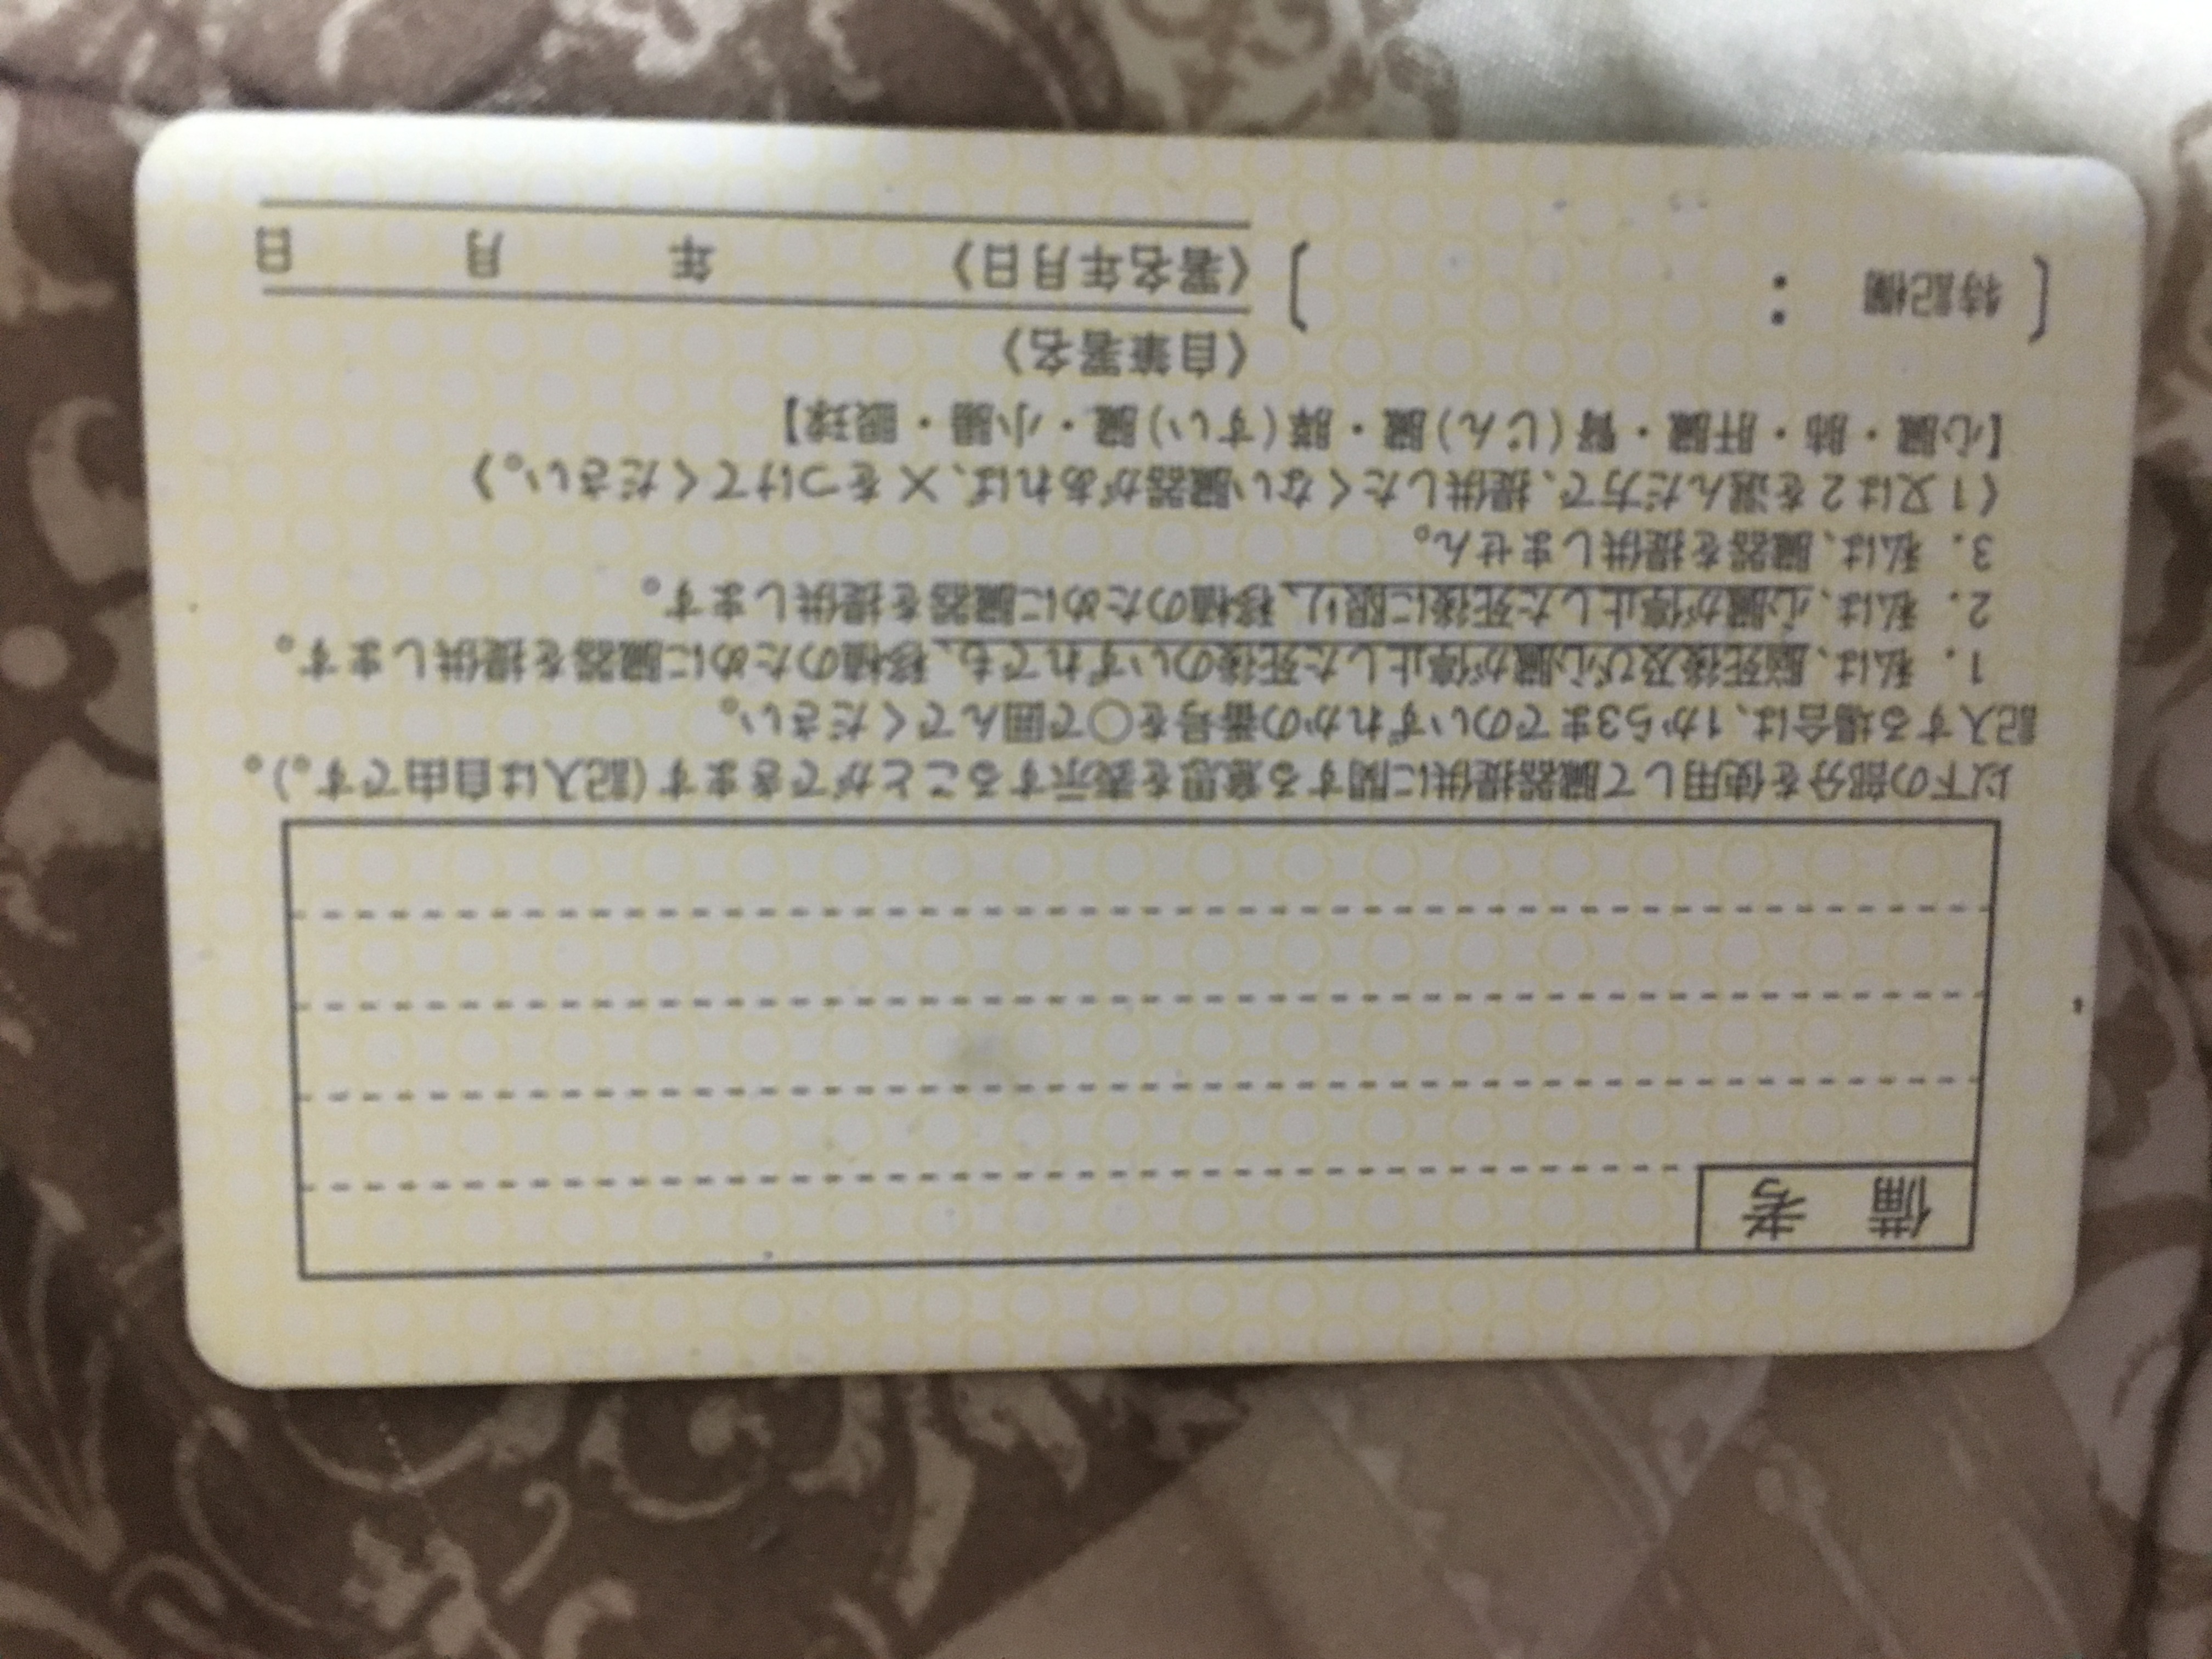 備考
以下の部分を使用して臓器提供に関する意思を表示することができます(記入は自由です。)。
記入する場合は、1から3までのいずれかの番号を○で囲んでください。
1. 私は、脳死後及び心臓が停止した死後のいずれでも、移植のために臓器を提供します。
2. 私は、心臓が停止した死後に限り、移植のために臓器を提供します。
3. 私は、臓器を提供しません。
《1又は2を選んだ方で、提供したくない臓器があれば、×をつけてください。》
【心臓・肺・肝臓・腎(じん)臓・膵(すい)臓・小腸・眼球】
〔特記欄: 〕
《自筆署名》
《署名年月日》 年 月 日